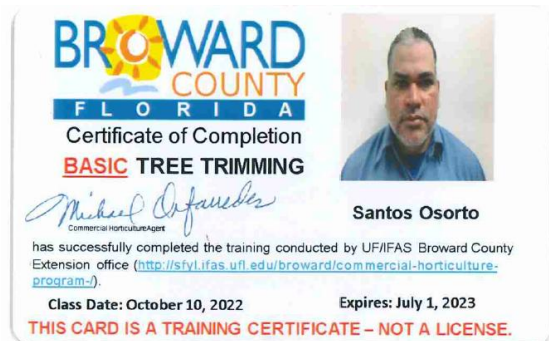 BROWARD
COUNTY
FLORIDA
Certificate of Completion
BASIC TREE TRIMMING
Commercial HorticultureAgent
Santos Osorto
has successfully completed the training conducted by UF/IFAS Broward County
Extension office (http://sfyl.ifas.ufl.edu/broward/commercial-horticulture-
program-/).
Class Date: October 10, 2022
Expires: July 1, 2023
THIS CARD IS A TRAINING CERTIFICATE – NOT A LICENSE.